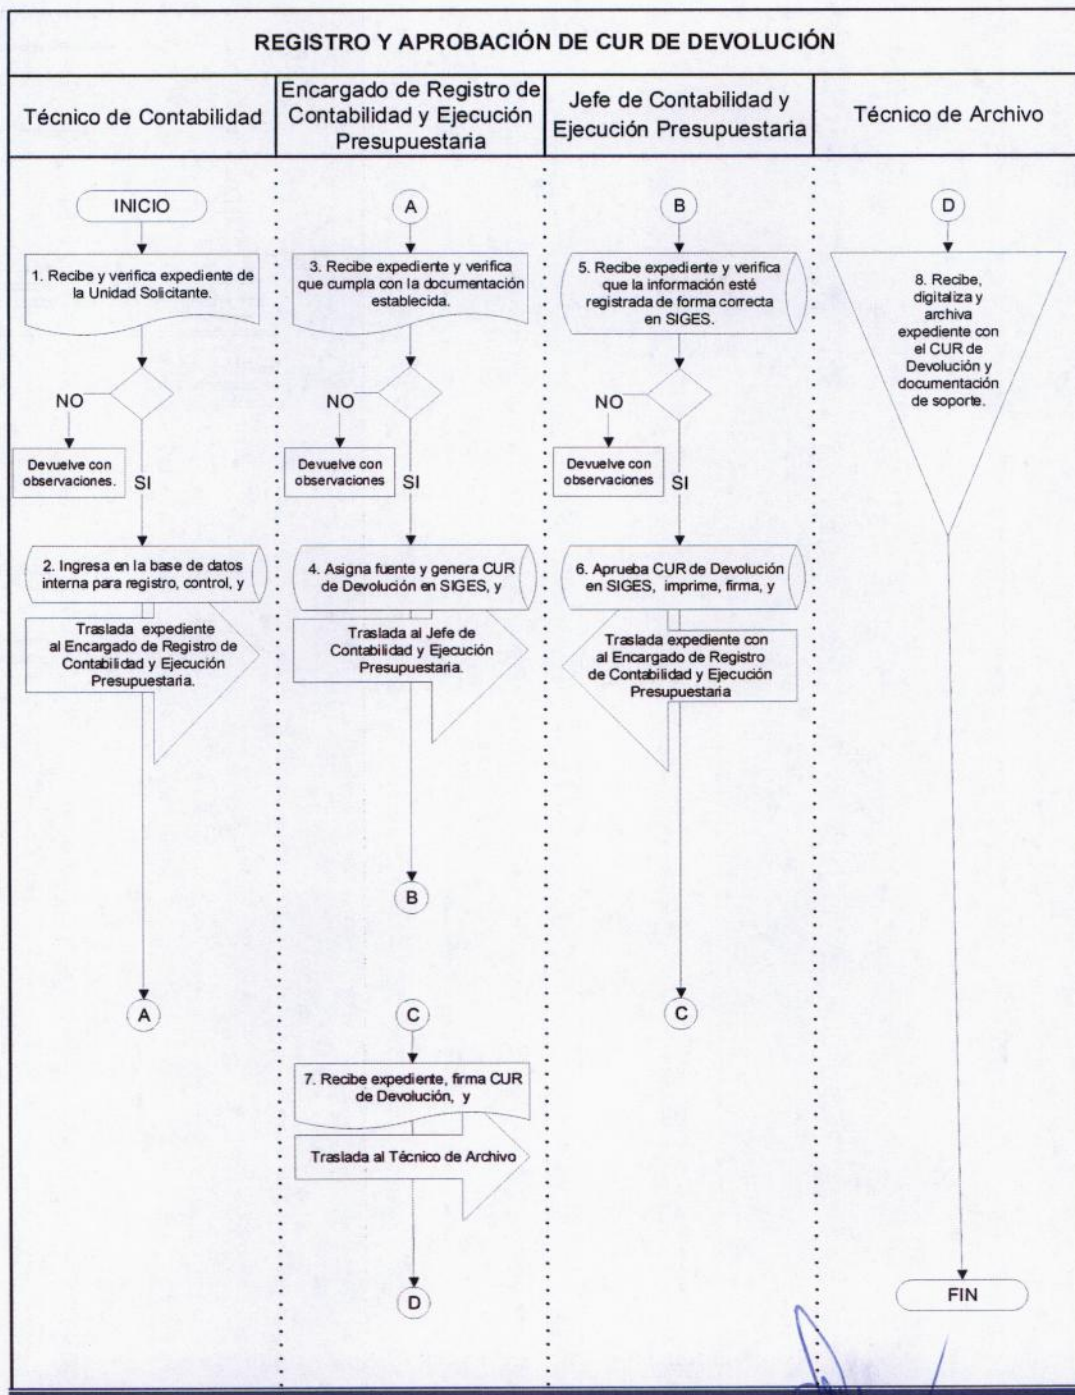 REGISTRO Y APROBACIÓN DE CUR DE DEVOLUCIÓN
Técnico de Contabilidad
Encargado de Registro de
Contabilidad y Ejecución
Presupuestaria
Jefe de Contabilidad y
Ejecución Presupuestaria
Técnico de Archivo
INICIO
1. Recibe y verifica expediente de
la Unidad Solicitante.
NO
Devuelve con
observaciones.
SI
2. Ingresa en la base de datos
interna para registro, control, y
Traslada expediente
al Encargado de Registro de
Contabilidad y Ejecución
Presupuestaria.
A
A
3. Recibe expediente y verifica
que cumpla con la documentación
establecida.
NO
Devuelve con
observaciones
SI
4. Asigna fuente y genera CUR
de Devolución en SIGES, y
Traslada al Jefe de
Contabilidad y Ejecución
Presupuestaria.
B
C
7. Recibe expediente, firma CUR
de Devolución, y
Traslada al Técnico de Archivo
D
B
5. Recibe expediente y verifica
que la información esté
registrada de forma correcta
en SIGES.
NO
Devuelve con
observaciones
SI
6. Aprueba CUR de Devolución
en SIGES, imprime, firma, y
Traslada expediente con
al Encargado de Registro
de Contabilidad y Ejecución
Presupuestaria
C
D
8. Recibe,
digitaliza y
archiva
expediente con
el CUR de
Devolución y
documentación
de soporte.
FIN